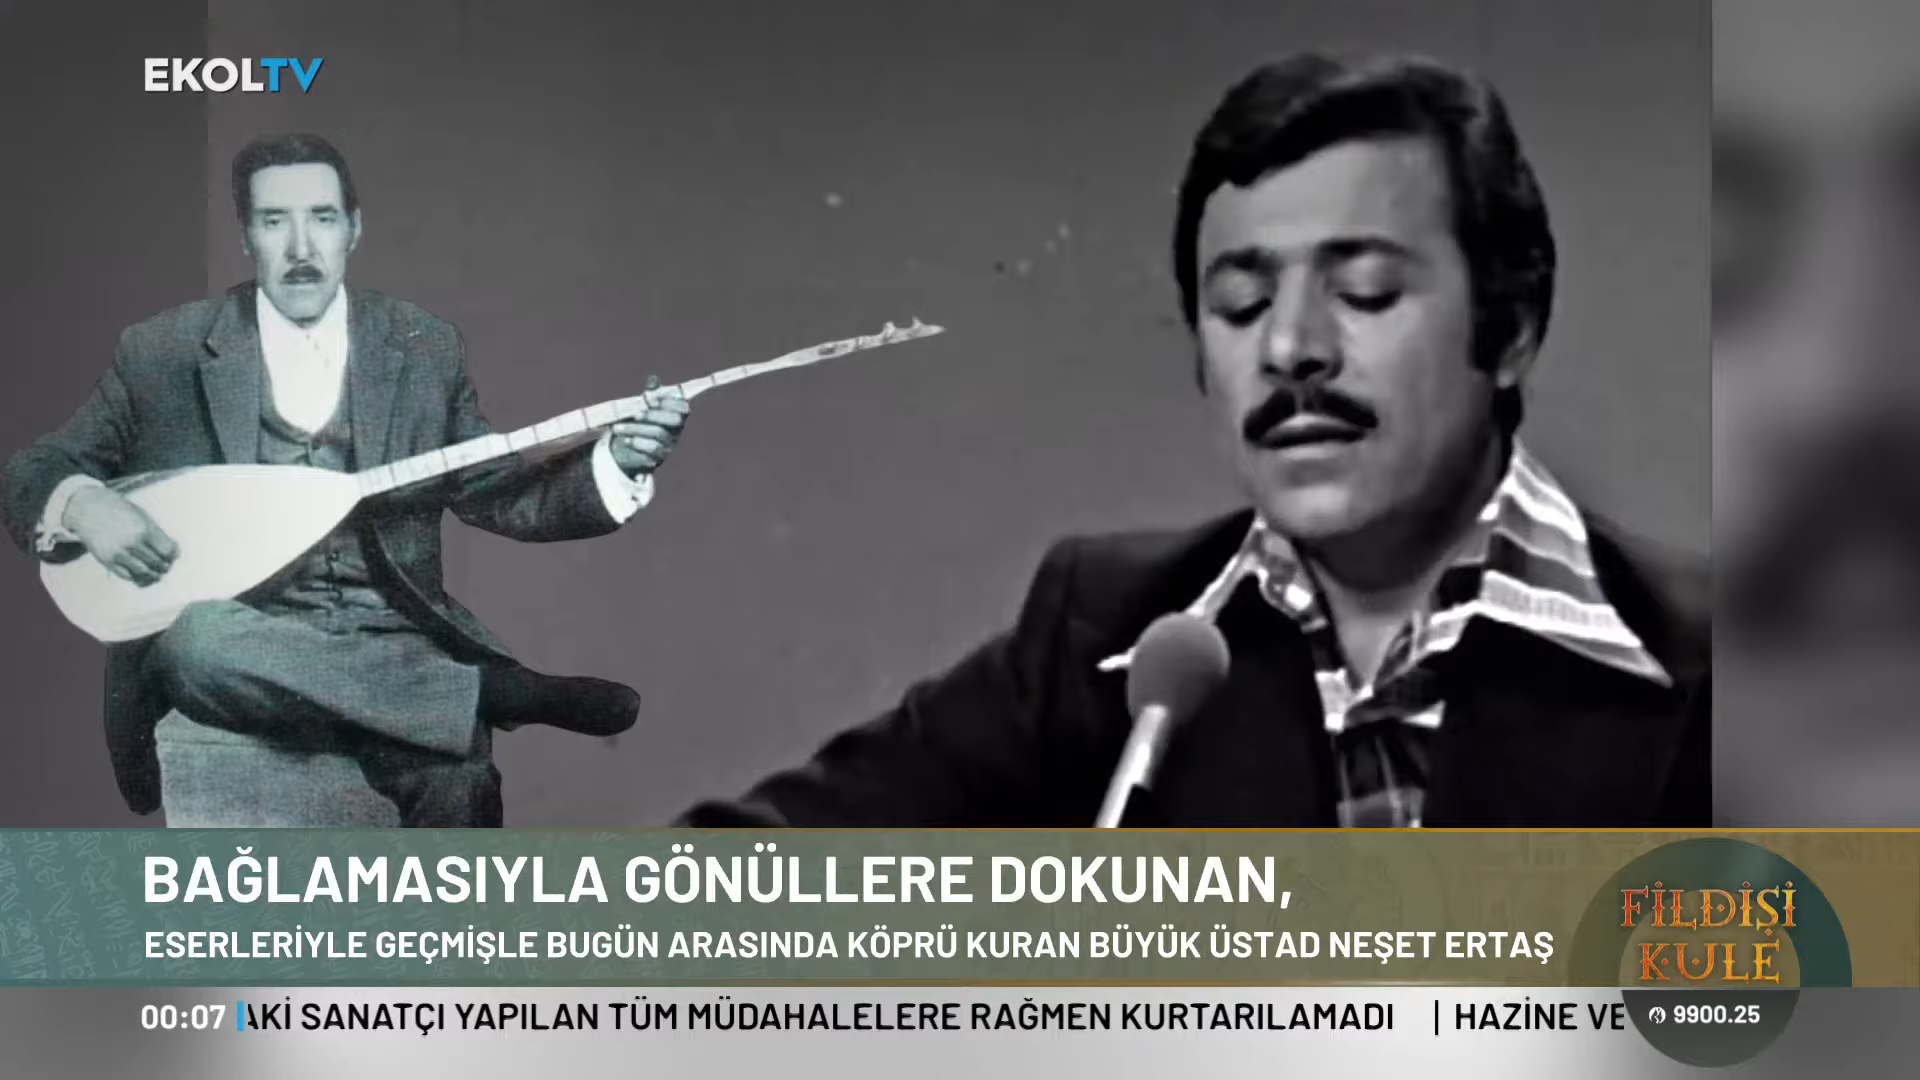 EKOLTV
BAĞLAMASIYLA GÖNÜLLERE DOKUNAN,
ESERLERİYLE GEÇMİŞLE BUGÜN ARASINDA KÖPRÜ KURAN BÜYÜK ÜSTAD NEŞET ERTAŞ
FİLDİŞİ
KULE
00:07 AKİ SANATÇI YAPILAN TÜM MÜDAHALELERE RAĞMEN KURTARILAMADI | HAZİNE VE
9900.25